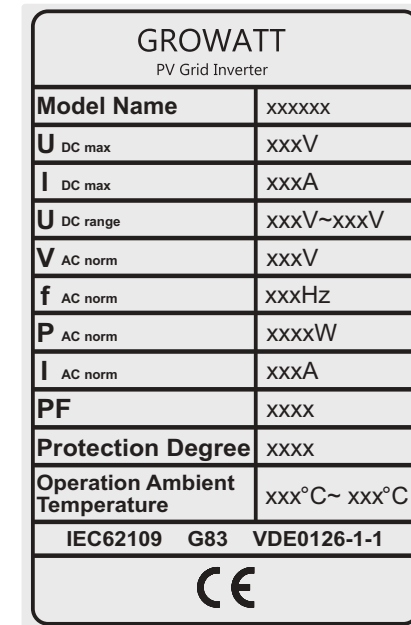 GROWATT
PV Grid Inverter
Model Name xxxxxx
U DC max xxxV
I DC max xxxA
U DC range xxxV~xxxV
V AC norm xxxV
f AC norm xxxHz
P AC norm xxxxW
I AC norm xxxA
PF xxxx
Protection Degree xxxx
Operation Ambient
Temperature xxx°C~ xxx°C
IEC62109 G83 VDE0126-1-1
CE